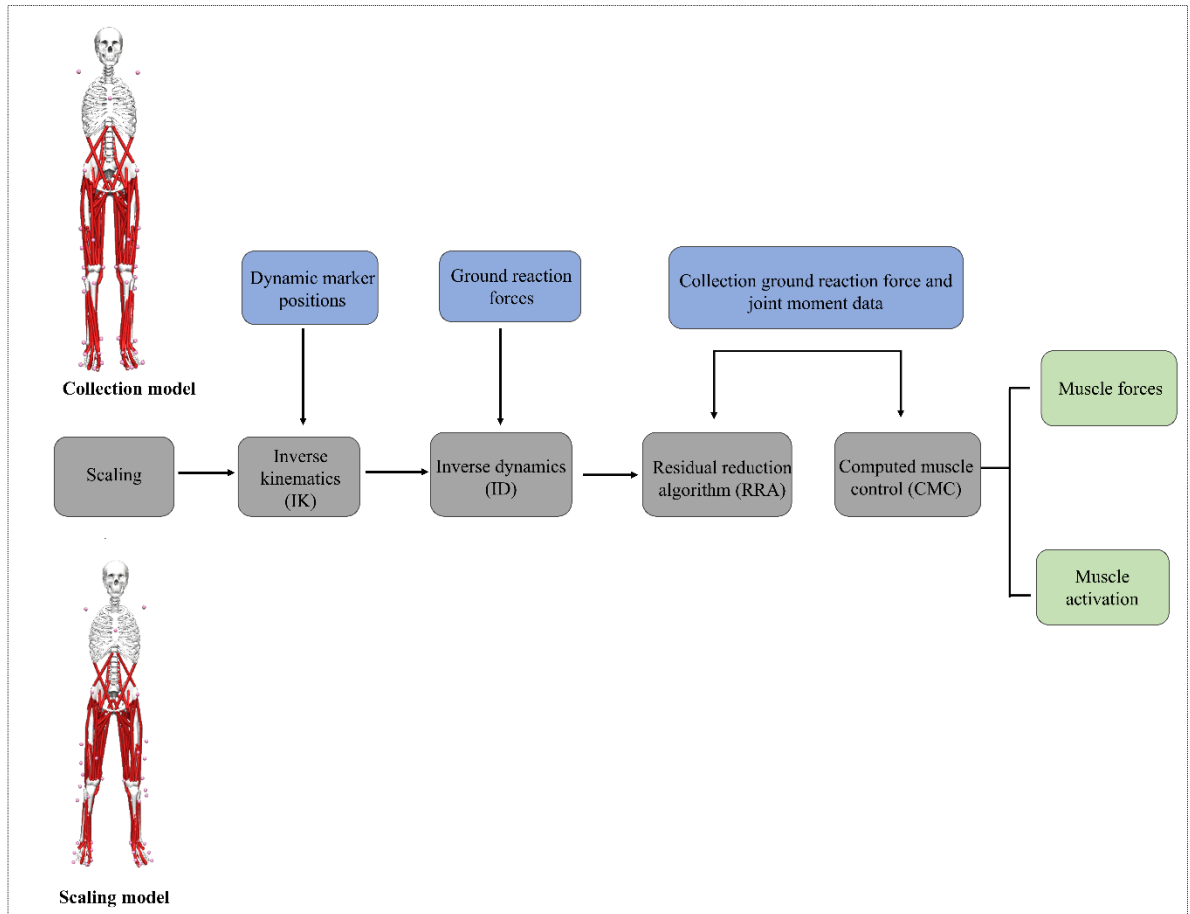 Collection model
Dynamic marker
positions
Ground reaction
forces
Collection ground reaction force and
joint moment data
Scaling
Inverse
kinematics
(IK)
Inverse dynamics
(ID)
Residual reduction
algorithm (RRA)
Computed muscle
control (CMC)
Muscle forces
Muscle
activation
Scaling model